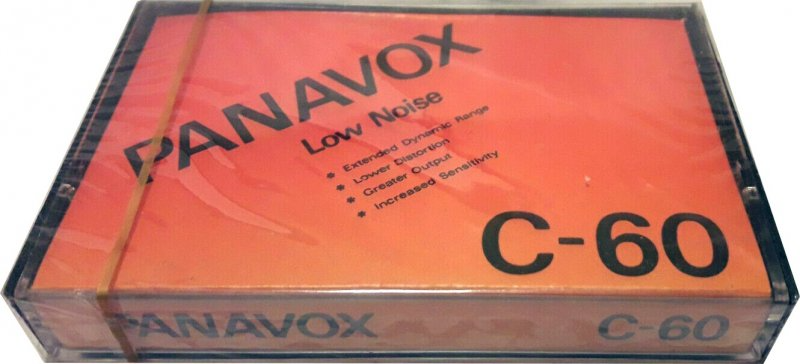 PANAVOX
Low Noise
* Extended Dynamic Range
* Lower Distortion
* Greater Output
* Increased Sensitivity
C-60
PANAVOX C-60